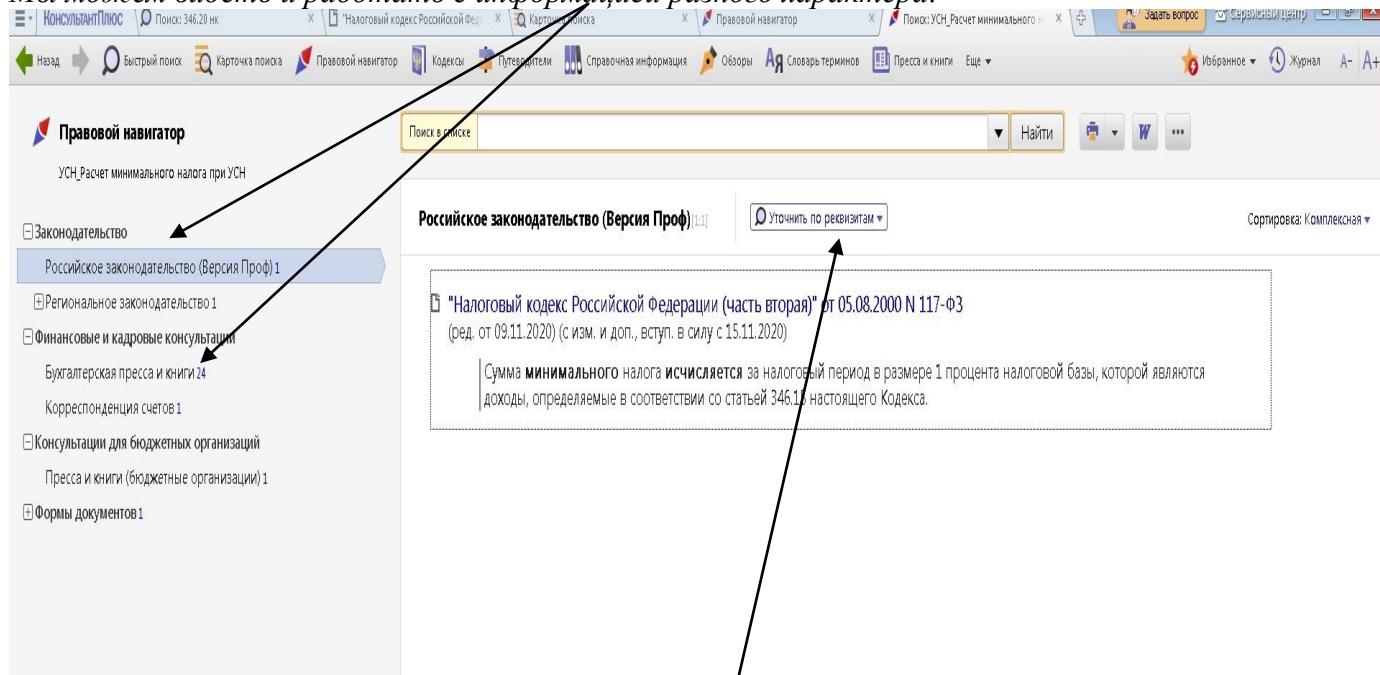 Мы можем видеть и работать с информацией разного характера.
КонсультантПлюс Поиск: 346.20 нк x "Налоговый кодекс Российской Фед x Карточка поиска x Правовой навигатор x Поиск: УСН_Расчет минимального н x Задать вопрос Сервисный центр
Назад Быстрый поиск Карточка поиска Правовой навигатор Кодексы Путеводители Справочная информация Обзоры Словарь терминов Пресса и книги Еще Избранное Журнал А- А+
Правовой навигатор
УСН_Расчет минимального налога при УСН
Законодательство
Российское законодательство (Версия Проф) 1
Региональное законодательство 1
Финансовые и кадровые консультации
Бухгалтерская пресса и книги 24
Корреспонденция счетов 1
Консультации для бюджетных организаций
Пресса и книги (бюджетные организации) 1
Формы документов 1
Поиск в списке Найти
Российское законодательство (Версия Проф) [1:1] Уточнить по реквизитам Сортировка: Комплексная
"Налоговый кодекс Российской Федерации (часть вторая)" от 05.08.2000 N 117-ФЗ
(ред. от 09.11.2020) (с изм. и доп., вступ. в силу с 15.11.2020)
Сумма минимального налога исчисляется за налоговый период в размере 1 процента налоговой базы, которой являются
доходы, определяемые в соответствии со статьей 346.15 настоящего Кодекса.